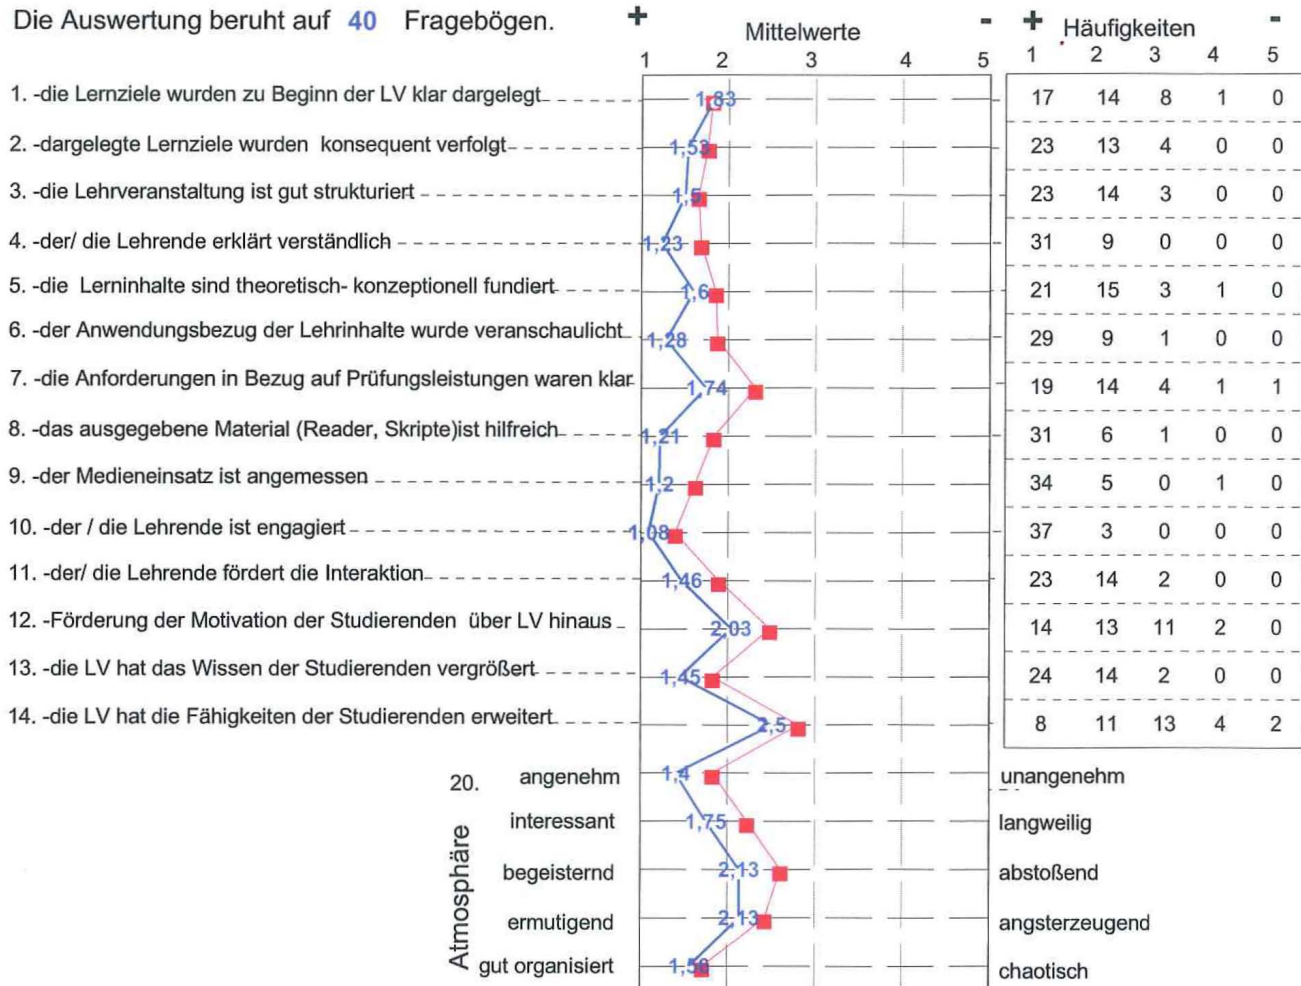 Die Auswertung beruht auf 40 Fragebögen.
+ Mittelwerte -
1 2 3 4 5
+ Häufigkeiten -
1 2 3 4 5
1. -die Lernziele wurden zu Beginn der LV klar dargelegt 1,83 17 14 8 1 0
2. -dargelegte Lernziele wurden konsequent verfolgt 1,53 23 13 4 0 0
3. -die Lehrveranstaltung ist gut strukturiert 1,5 23 14 3 0 0
4. -der/ die Lehrende erklärt verständlich 1,23 31 9 0 0 0
5. -die Lerninhalte sind theoretisch- konzeptionell fundiert 1,6 21 15 3 1 0
6. -der Anwendungsbezug der Lehrinhalte wurde veranschaulicht 1,28 29 9 1 0 0
7. -die Anforderungen in Bezug auf Prüfungsleistungen waren klar 1,74 19 14 4 1 1
8. -das ausgegebene Material (Reader, Skripte)ist hilfreich 1,21 31 6 1 0 0
9. -der Medieneinsatz ist angemessen 1,2 34 5 0 1 0
10. -der / die Lehrende ist engagiert 1,08 37 3 0 0 0
11. -der/ die Lehrende fördert die Interaktion 1,46 23 14 2 0 0
12. -Förderung der Motivation der Studierenden über LV hinaus 2,03 14 13 11 2 0
13. -die LV hat das Wissen der Studierenden vergrößert 1,45 24 14 2 0 0
14. -die LV hat die Fähigkeiten der Studierenden erweitert 2,5 8 11 13 4 2
20. angenehm 1,4 unangenehm
Atmosphäre
interessant 1,75 langweilig
begeisternd 2,13 abstoßend
ermutigend 2,13 angsterzeugend
gut organisiert chaotisch